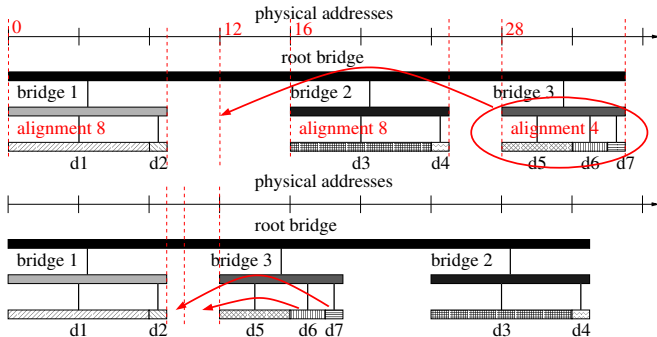 physical addresses
0 12 16 28
root bridge
bridge 1 bridge 2 bridge 3
alignment 8 alignment 8 alignment 4
d1 d2 d3 d4 d5 d6 d7
physical addresses
root bridge
bridge 1 bridge 3 bridge 2
d1 d2 d5 d6 d7 d3 d4